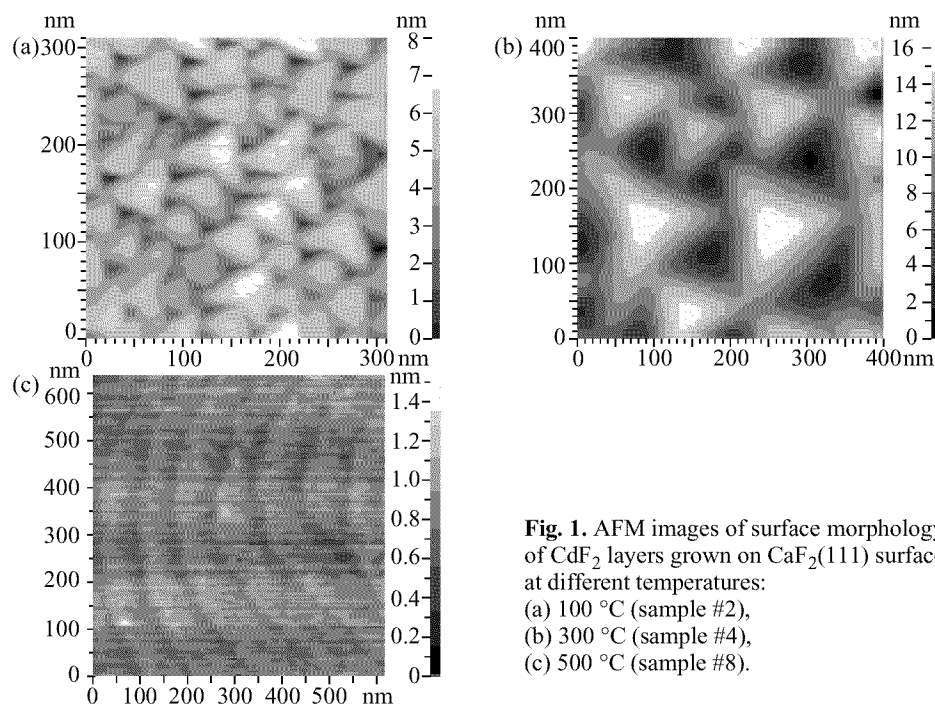 nm nm nm nm
(a) 300 8 (b) 400 16
7
14
6 300
200 12
5
10
4 200
8
3
100 6
2 100
4
1 2
0 0 0 0
0 100 200 300 nm 0 100 200 300 400 nm
(c) nm nm
600 1.4
1.2
500
1.0
400
0.8
300
0.6
200
0.4
100
0.2
0 0
0 100 200 300 400 500 nm
Fig. 1. AFM images of surface morphology
of CdF2 layers grown on CaF2(111) surface
at different temperatures:
(a) 100 °C (sample #2),
(b) 300 °C (sample #4),
(c) 500 °C (sample #8).